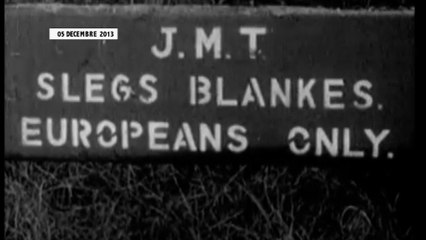 05 DECEMBRE 2013
J.M.T
SLEGS BLANKES.
EUROPEANS ONLY.